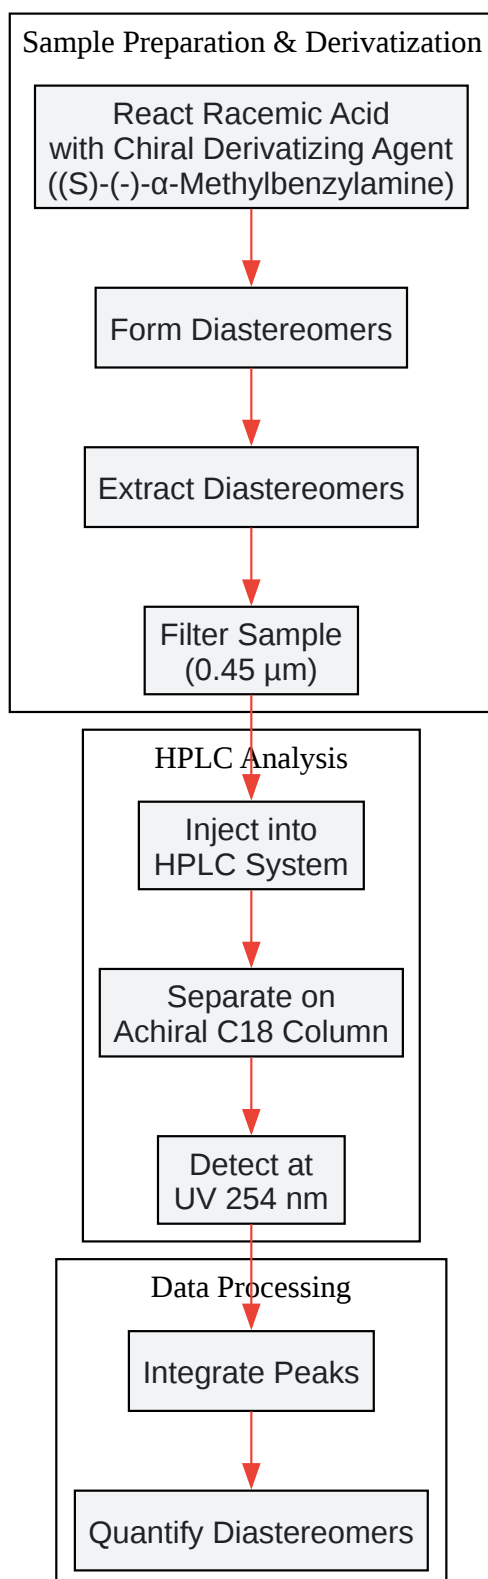 Sample Preparation & Derivatization
React Racemic Acid
with Chiral Derivatizing Agent
((S)-(-)-α-Methylbenzylamine)
Form Diastereomers
Extract Diastereomers
Filter Sample
(0.45 µm)
HPLC Analysis
Inject into
HPLC System
Separate on
Achiral C18 Column
Detect at
UV 254 nm
Data Processing
Integrate Peaks
Quantify Diastereomers